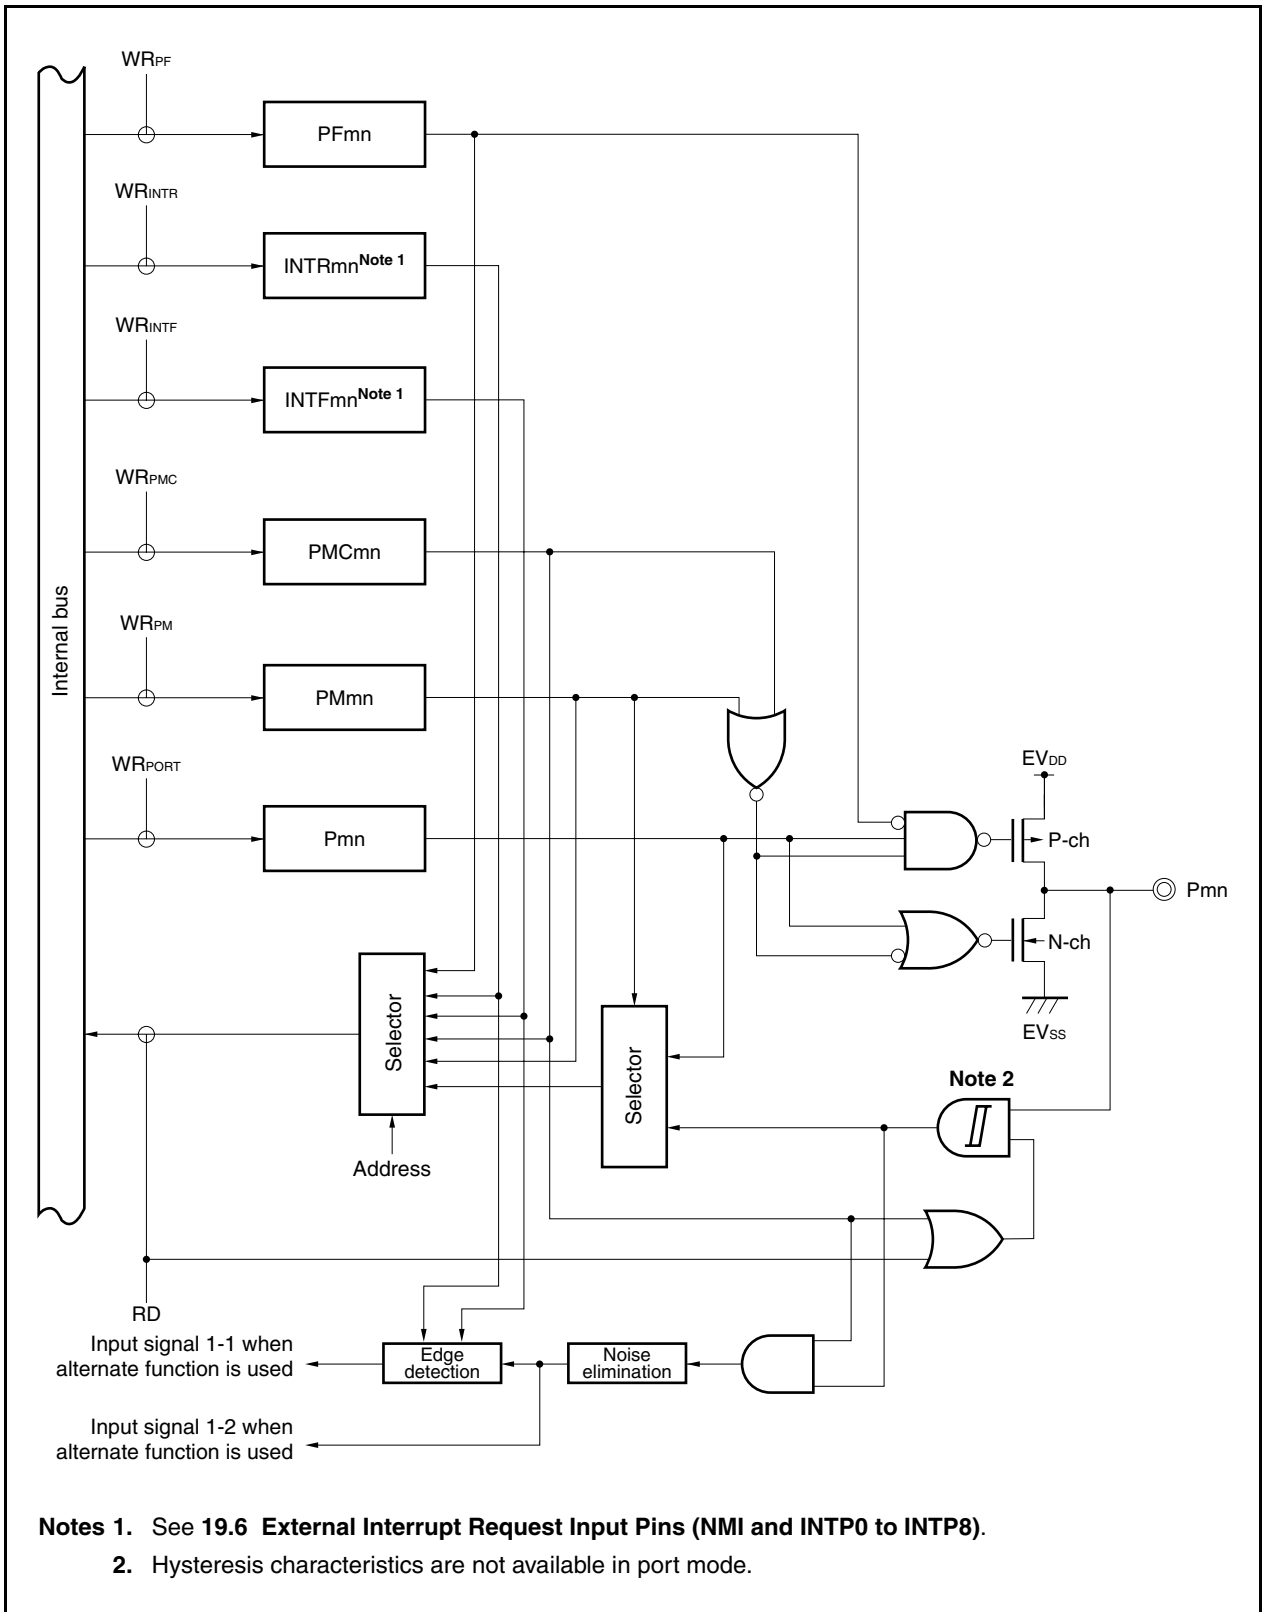 WRPF
PFmn
WRINTR
INTRmnNote 1
WRINTF
INTFmnNote 1
WRPMC
PMCmn
Internal bus
WRPM
PMmn
WRPORT
Pmn
EVDD
P-ch
Pmn
N-ch
EVSS
Selector
Selector
Note 2
Address
RD
Input signal 1-1 when
alternate function is used
Edge
detection
Noise
elimination
Input signal 1-2 when
alternate function is used
Notes 1. See 19.6 External Interrupt Request Input Pins (NMI and INTP0 to INTP8).
2. Hysteresis characteristics are not available in port mode.